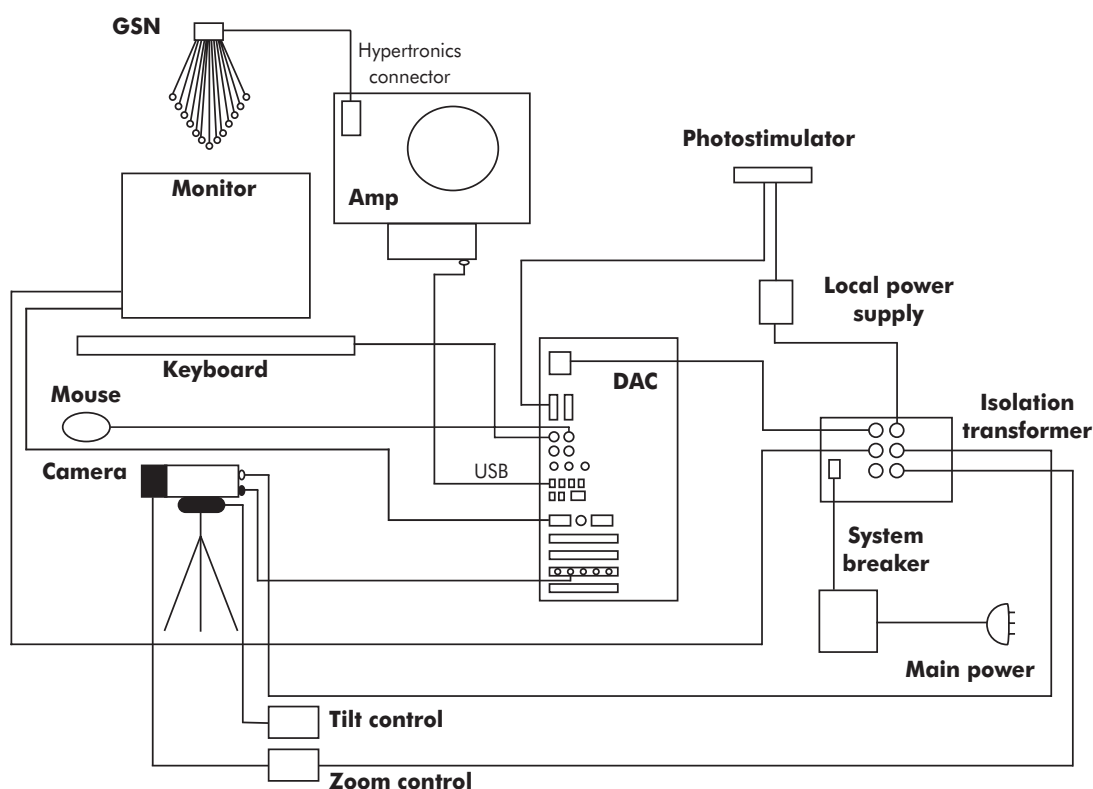 GSN
Hypertronics
connector
Photostimulator
Monitor
Amp
Local power
supply
Keyboard
DAC
Mouse
Isolation
transformer
Camera
USB
System
breaker
Main power
Tilt control
Zoom control